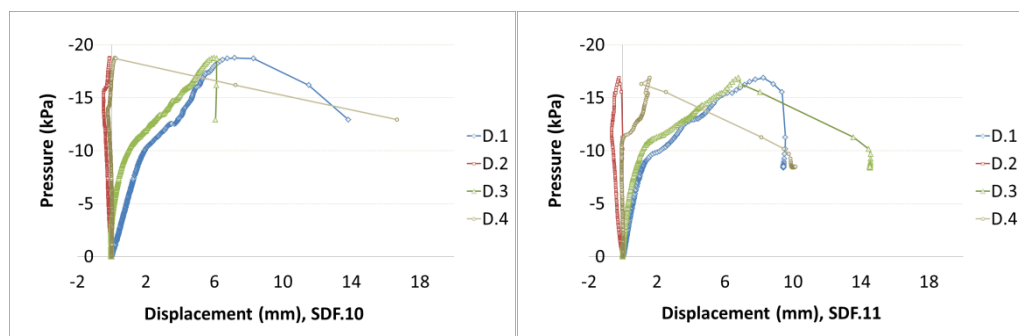 -20
-15
-10
-5
0
Pressure (kPa)
-2 2 6 10 14 18
Displacement (mm), SDF.10
D.1
D.2
D.3
D.4
-20
-15
-10
-5
0
Pressure (kPa)
-2 2 6 10 14 18
Displacement (mm), SDF.11
D.1
D.2
D.3
D.4